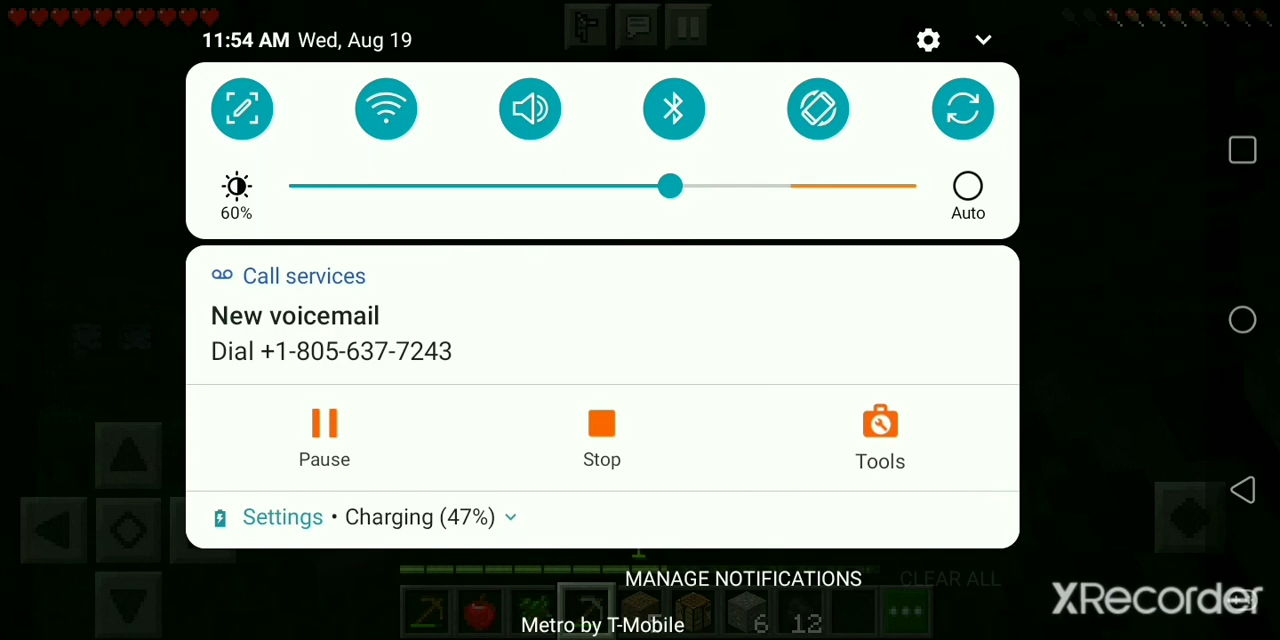 11:54 AM Wed, Aug 19
60%
Auto
Call services
New voicemail
Dial +1-805-637-7243
Pause
Stop
Tools
Settings • Charging (47%)
MANAGE NOTIFICATIONS
CLEAR ALL
6
12
Metro by T-Mobile
XRecorder